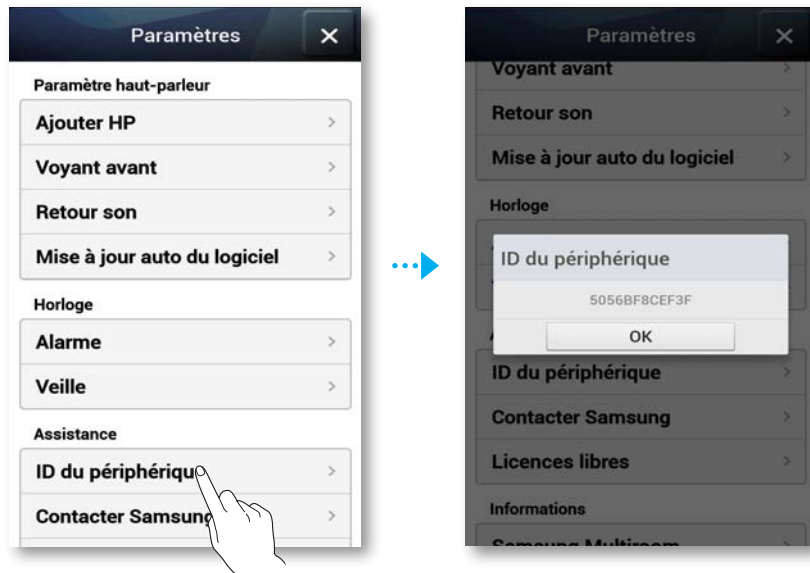 Paramètres
Paramètre haut-parleur
Ajouter HP
Voyant avant
Retour son
Mise à jour auto du logiciel
Horloge
Alarme
Veille
Assistance
ID du périphérique
Contacter Samsung
Paramètres
Voyant avant
Retour son
Mise à jour auto du logiciel
Horloge
ID du périphérique
5056BF8CEF3F
OK
ID du périphérique
Contacter Samsung
Licences libres
Informations
Samsung Multiroom